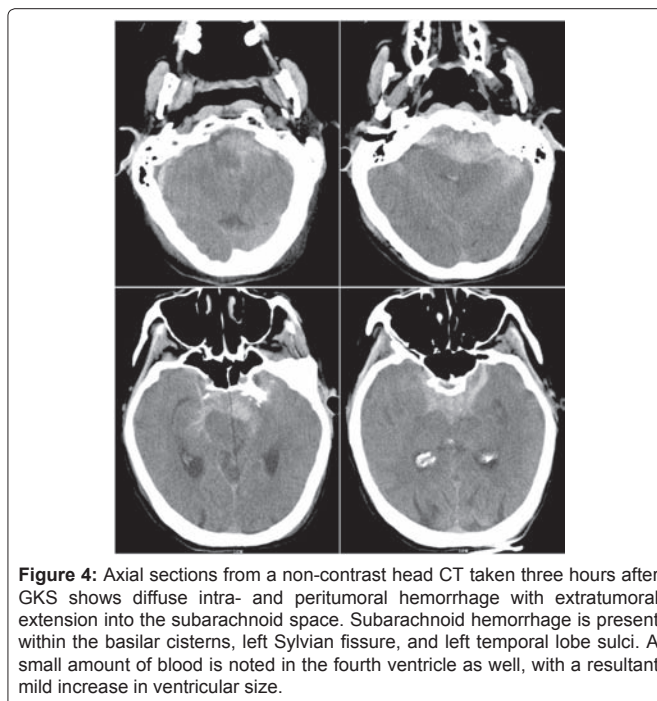 Figure 4: Axial sections from a non-contrast head CT taken three hours after
GKS shows diffuse intra- and peritumoral hemorrhage with extratumoral
extension into the subarachnoid space. Subarachnoid hemorrhage is present
within the basilar cisterns, left Sylvian fissure, and left temporal lobe sulci. A
small amount of blood is noted in the fourth ventricle as well, with a resultant
mild increase in ventricular size.